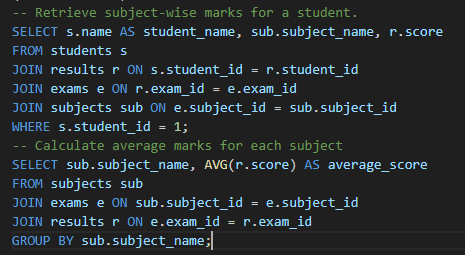 -- Retrieve subject-wise marks for a student.
SELECT s.name AS student_name, sub.subject_name, r.score
FROM students s
JOIN results r ON s.student_id = r.student_id
JOIN exams e ON r.exam_id = e.exam_id
JOIN subjects sub ON e.subject_id = sub.subject_id
WHERE s.student_id = 1;
-- Calculate average marks for each subject
SELECT sub.subject_name, AVG(r.score) AS average_score
FROM subjects sub
JOIN exams e ON sub.subject_id = e.subject_id
JOIN results r ON e.exam_id = r.exam_id
GROUP BY sub.subject_name;